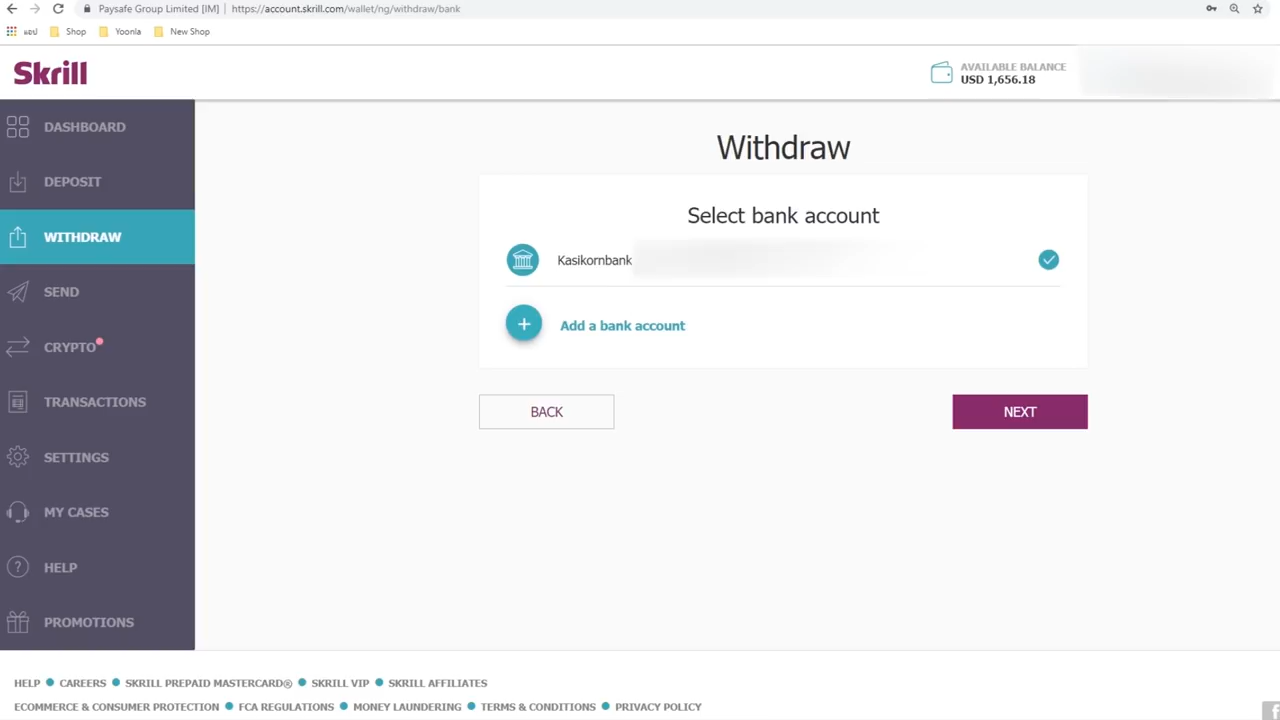 Paysafe Group Limited [IM] | https://account.skrill.com/wallet/ng/withdraw/bank
แอป Shop Yoonla New Shop
Skrill
AVAILABLE BALANCE
USD 1,656.18
DASHBOARD
DEPOSIT
WITHDRAW
SEND
CRYPTO
TRANSACTIONS
SETTINGS
MY CASES
HELP
PROMOTIONS
Withdraw
Select bank account
Kasikornbank
Add a bank account
BACK
NEXT
HELP ● CAREERS ● SKRILL PREPAID MASTERCARD® ● SKRILL VIP ● SKRILL AFFILIATES
ECOMMERCE & CONSUMER PROTECTION ● FCA REGULATIONS ● MONEY LAUNDERING ● TERMS & CONDITIONS ● PRIVACY POLICY